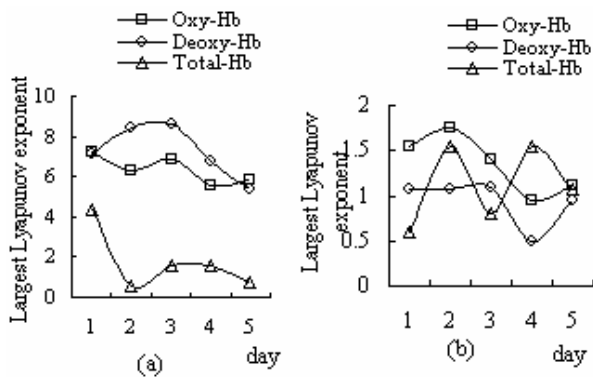 Oxy-Hb
Deoxy-Hb
Total-Hb
Largest Lyapunov exponent
10
8
6
4
2
0
1 2 3 4 5
(a)
day
Oxy-Hb
Deoxy-Hb
Total-Hb
Largest Lyapunov
exponent
2
1.5
1
0.5
0
1 2 3 4 5
(b)
day